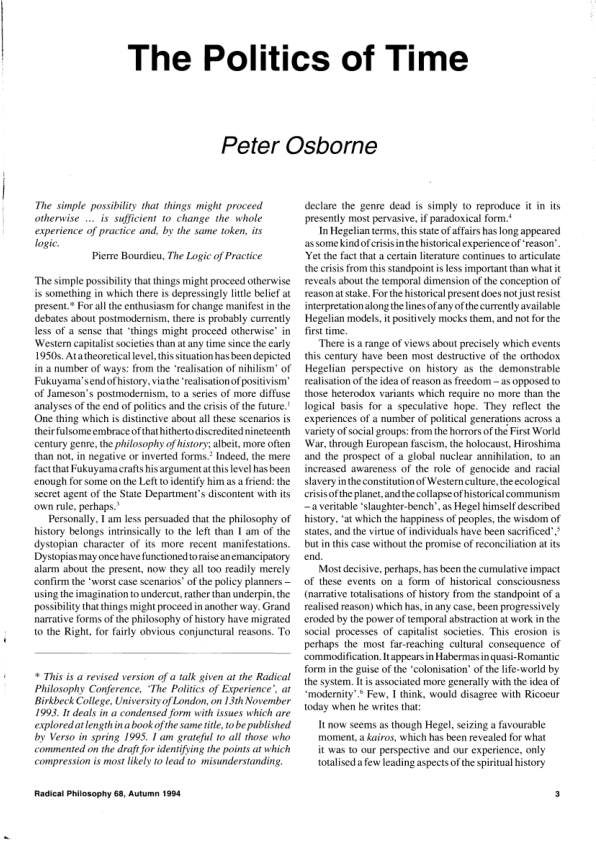 The Politics of Time
Peter Osborne
The simple possibility that things might proceed
otherwise ... is sufficient to change the whole
experience of practice and, by the same token, its
logic.
Pierre Bourdieu, The Logic of Practice
The simple possibility that things might proceed otherwise
is something in which there is depressingly little belief at
present.* For all the enthusiasm for change manifest in the
debates about postmodernism, there is probably currently
less of a sense that 'things might proceed otherwise' in
Western capitalist societies than at any time since the early
1950s. At a theoretical level, this situation has been depicted
in a number of ways: from the 'realisation of nihilism' of
Fukuyama's end of history, via the 'realisation of positivism'
of Jameson's postmodernism, to a series of more diffuse
analyses of the end of politics and the crisis of the future.1
One thing which is distinctive about all these scenarios is
their fulsome embrace of that hitherto discredited nineteenth
century genre, the philosophy of history; albeit, more often
than not, in negative or inverted forms.2 Indeed, the mere
fact that Fukuyama crafts his argument at this level has been
enough for some on the Left to identify him as a friend: the
secret agent of the State Department's discontent with its
own rule, perhaps.3
Personally, I am less persuaded that the philosophy of
history belongs intrinsically to the left than I am of the
dystopian character of its more recent manifestations.
Dystopias may once have functioned to raise an emancipatory
alarm about the present, now they all too readily merely
confirm the 'worst case scenarios' of the policy planners –
using the imagination to undercut, rather than underpin, the
possibility that things might proceed in another way. Grand
narrative forms of the philosophy of history have migrated
to the Right, for fairly obvious conjunctural reasons. To
* This is a revised version of a talk given at the Radical
Philosophy Conference, 'The Politics of Experience', at
Birkbeck College, University of London, on 13th November
1993. It deals in a condensed form with issues which are
explored at length in a book of the same title, to be published
by Verso in spring 1995. I am grateful to all those who
commented on the draft for identifying the points at which
compression is most likely to lead to misunderstanding.
declare the genre dead is simply to reproduce it in its
presently most pervasive, if paradoxical form.4
In Hegelian terms, this state of affairs has long appeared
as some kind of crisis in the historical experience of 'reason'.
Yet the fact that a certain literature continues to articulate
the crisis from this standpoint is less important than what it
reveals about the temporal dimension of the conception of
reason at stake. For the historical present does not just resist
interpretation along the lines of any of the currently available
Hegelian models, it positively mocks them, and not for the
first time.
There is a range of views about precisely which events
this century have been most destructive of the orthodox
Hegelian perspective on history as the demonstrable
realisation of the idea of reason as freedom – as opposed to
those heterodox variants which require no more than the
logical basis for a speculative hope. They reflect the
experiences of a number of political generations across a
variety of social groups: from the horrors of the First World
War, through European fascism, the holocaust, Hiroshima
and the prospect of a global nuclear annihilation, to an
increased awareness of the role of genocide and racial
slavery in the constitution of Western culture, the ecological
crisis of the planet, and the collapse of historical communism
– a veritable 'slaughter-bench', as Hegel himself described
history, 'at which the happiness of peoples, the wisdom of
states, and the virtue of individuals have been sacrificed',5
but in this case without the promise of reconciliation at its
end.
Most decisive, perhaps, has been the cumulative impact
of these events on a form of historical consciousness
(narrative totalisations of history from the standpoint of a
realised reason) which has, in any case, been progressively
eroded by the power of temporal abstraction at work in the
social processes of capitalist societies. This erosion is
perhaps the most far-reaching cultural consequence of
commodification. It appears in Habermas in quasi-Romantic
form in the guise of the 'colonisation' of the life-world by
the system. It is associated more generally with the idea of
'modernity'.6 Few, I think, would disagree with Ricoeur
today when he writes that:
It now seems as though Hegel, seizing a favourable
moment, a kairos, which has been revealed for what
it was to our perspective and our experience, only
totalised a few leading aspects of the spiritual history
Radical Philosophy 68, Autumn 1994
3